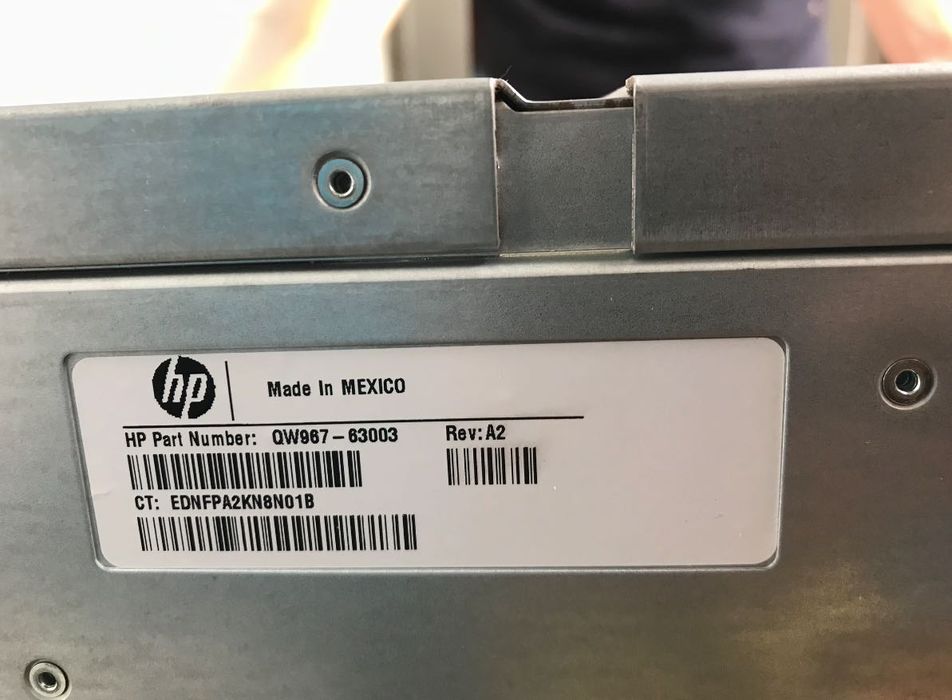 hp
Made In MEXICO
HP Part Number: QW967-63003
Rev:A2
CT: EDNFPA2KN8N01B